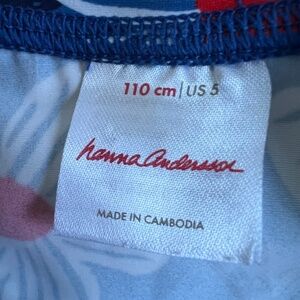 110 cm | US 5
hanna Andersson
MADE IN CAMBODIA